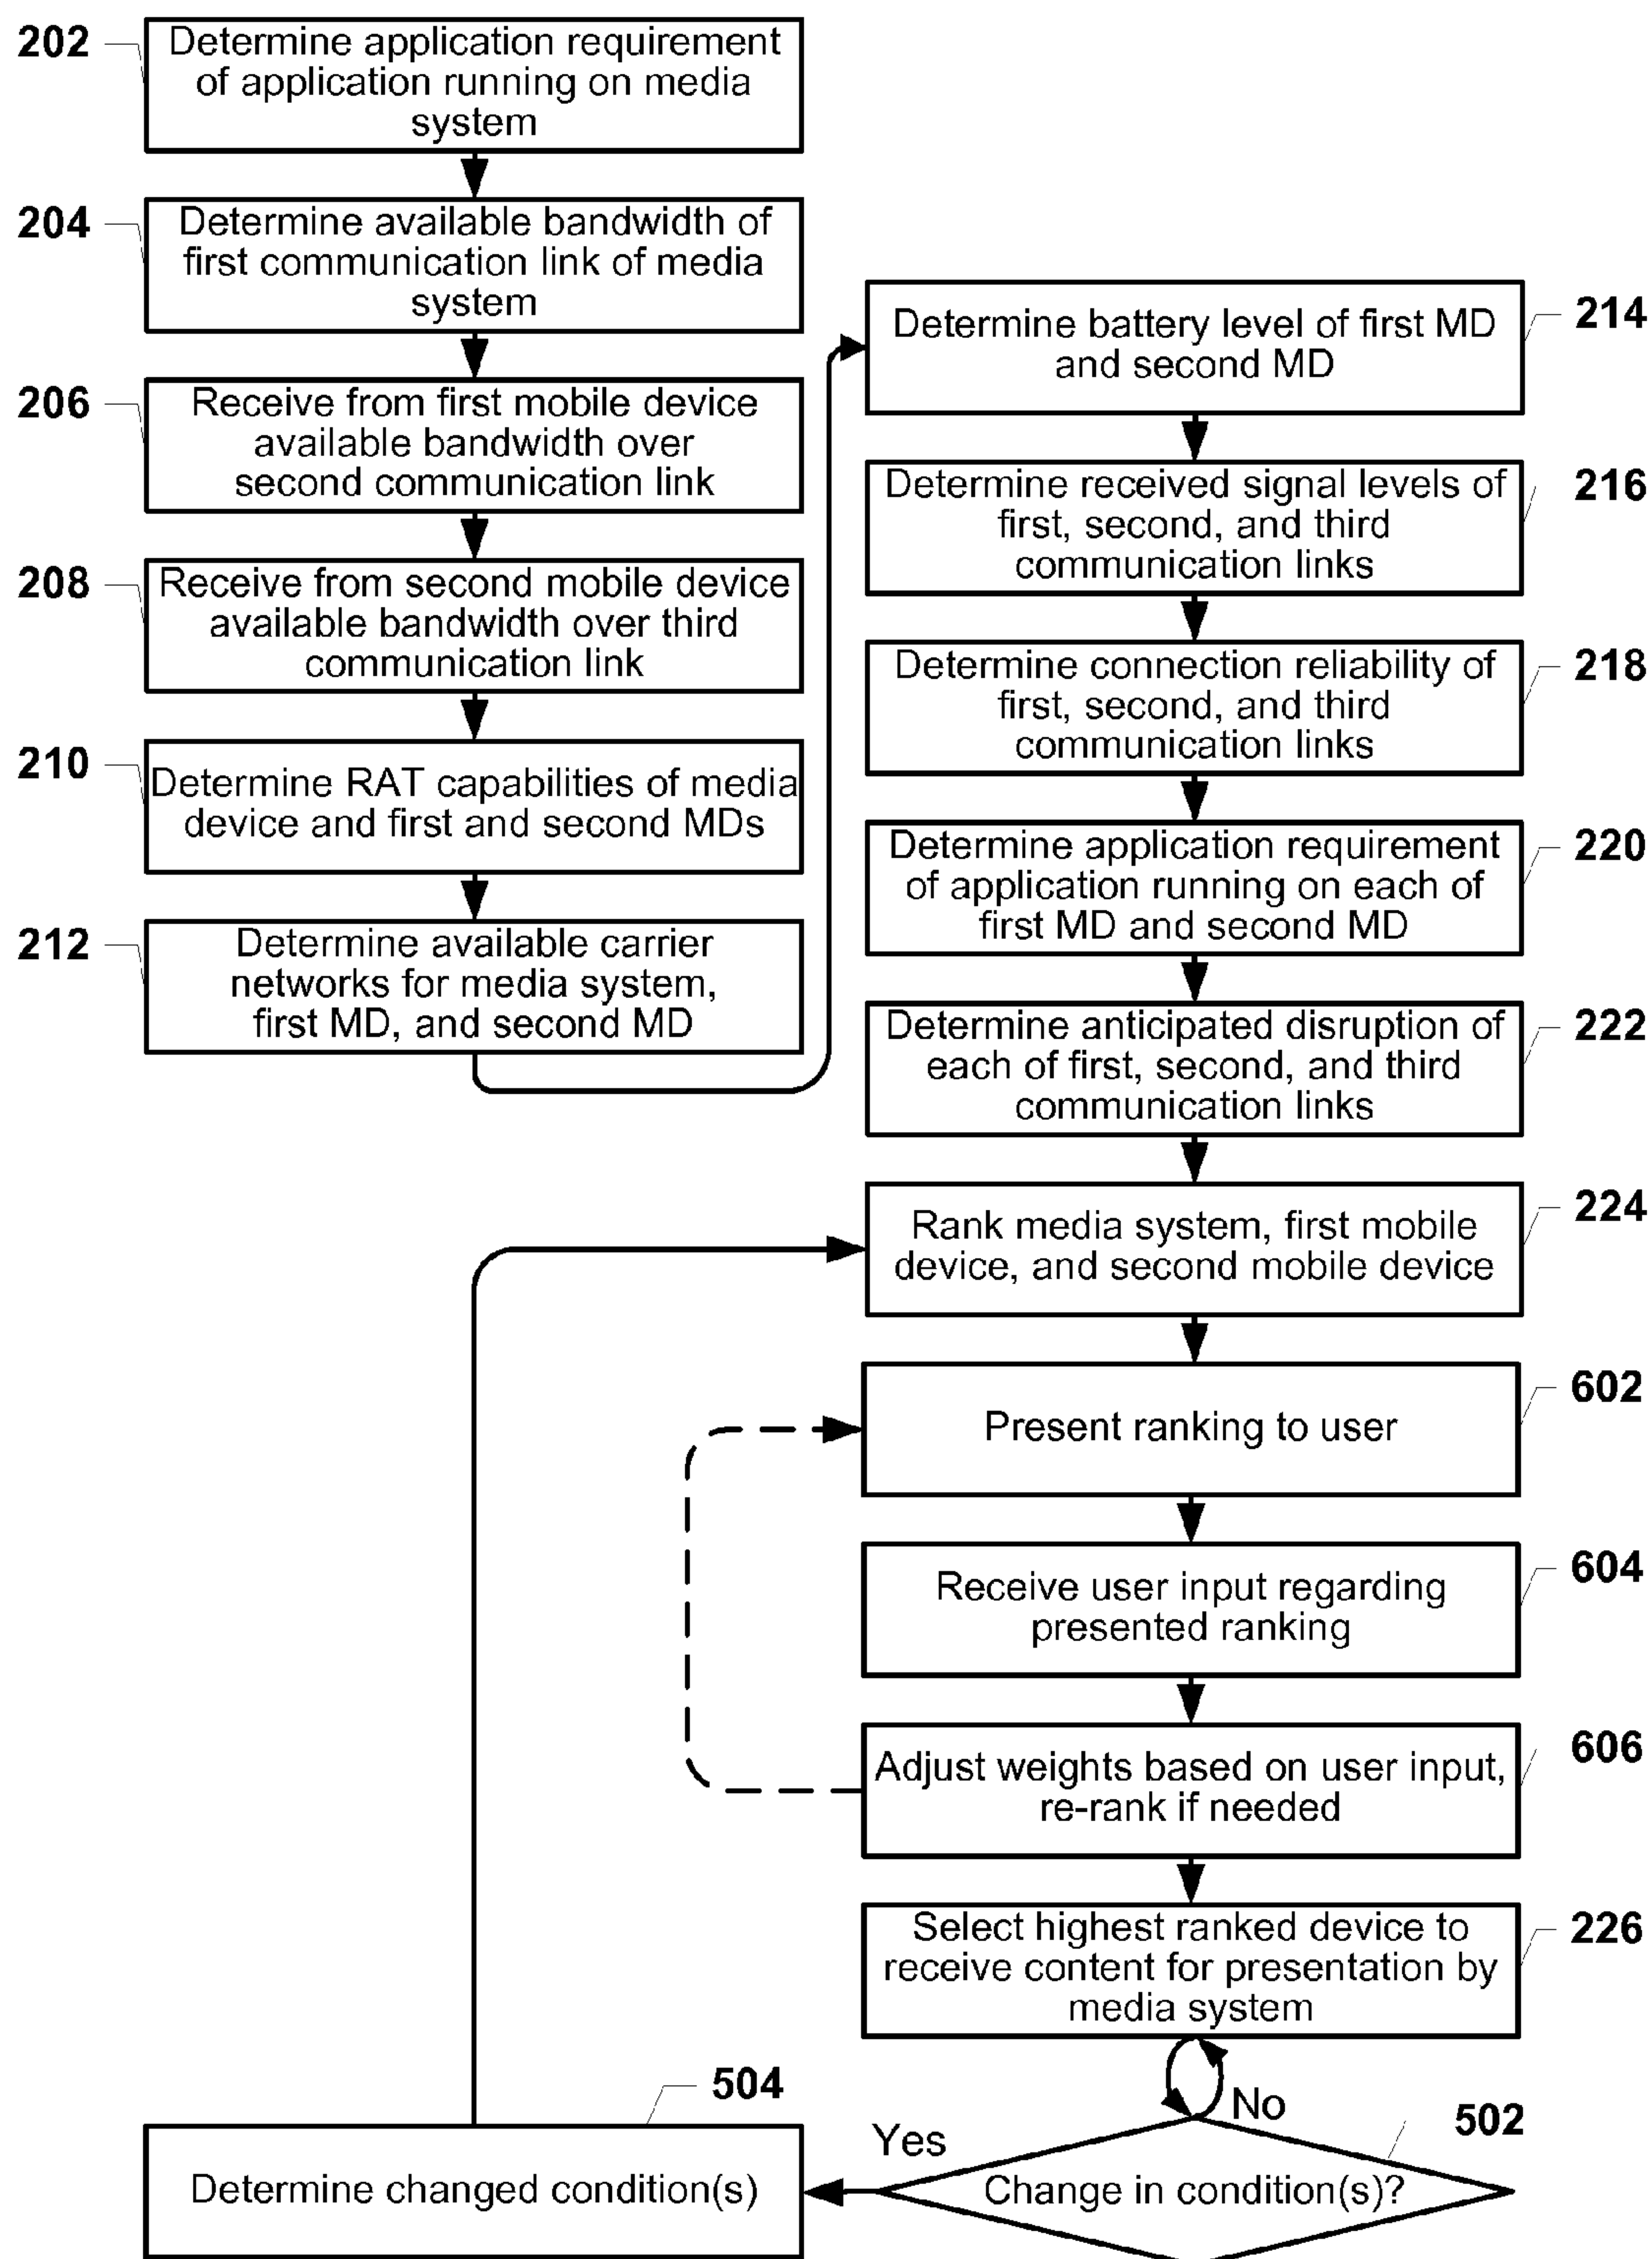 202
Determine application requirement
of application running on media
system
204
Determine available bandwidth of
first communication link of media
system
206
Receive from first mobile device
available bandwidth over
second communication link
208
Receive from second mobile device
available bandwidth over third
communication link
210
Determine RAT capabilities of media
device and first and second MDs
212
Determine available carrier
networks for media system,
first MD, and second MD
214
Determine battery level of first MD
and second MD
216
Determine received signal levels of
first, second, and third
communication links
218
Determine connection reliability of
first, second, and third
communication links
220
Determine application requirement
of application running on each of
first MD and second MD
222
Determine anticipated disruption of
each of first, second, and third
communication links
224
Rank media system, first mobile
device, and second mobile device
602
Present ranking to user
604
Receive user input regarding
presented ranking
606
Adjust weights based on user input,
re-rank if needed
226
Select highest ranked device to
receive content for presentation by
media system
No
502
Change in condition(s)?
Yes
504
Determine changed condition(s)